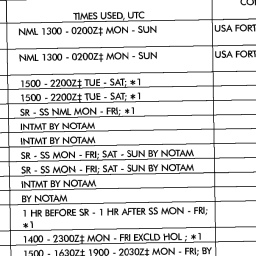 CO
TIMES USED, UTC
NML 1300 - 0200Z‡ MON - SUN
USA FORT
NML 1300 - 0200Z‡ MON - SUN
USA FORT
1500 - 2200Z‡ TUE - SAT; *1
1500 - 2200Z‡ TUE - SAT; *1
SR - SS NML MON - FRI; *1
INTMT BY NOTAM
INTMT BY NOTAM
SR - SS MON - FRI; SAT - SUN BY NOTAM
SR - SS MON - FRI; SAT - SUN BY NOTAM
INTMT BY NOTAM
BY NOTAM
1 HR BEFORE SR - 1 HR AFTER SS MON - FRI;
*1
1400 - 2300Z‡ MON - FRI EXCLD HOL ; *1
1500 - 1630Z‡ 1900 - 2030Z‡ MON - FRI; BY